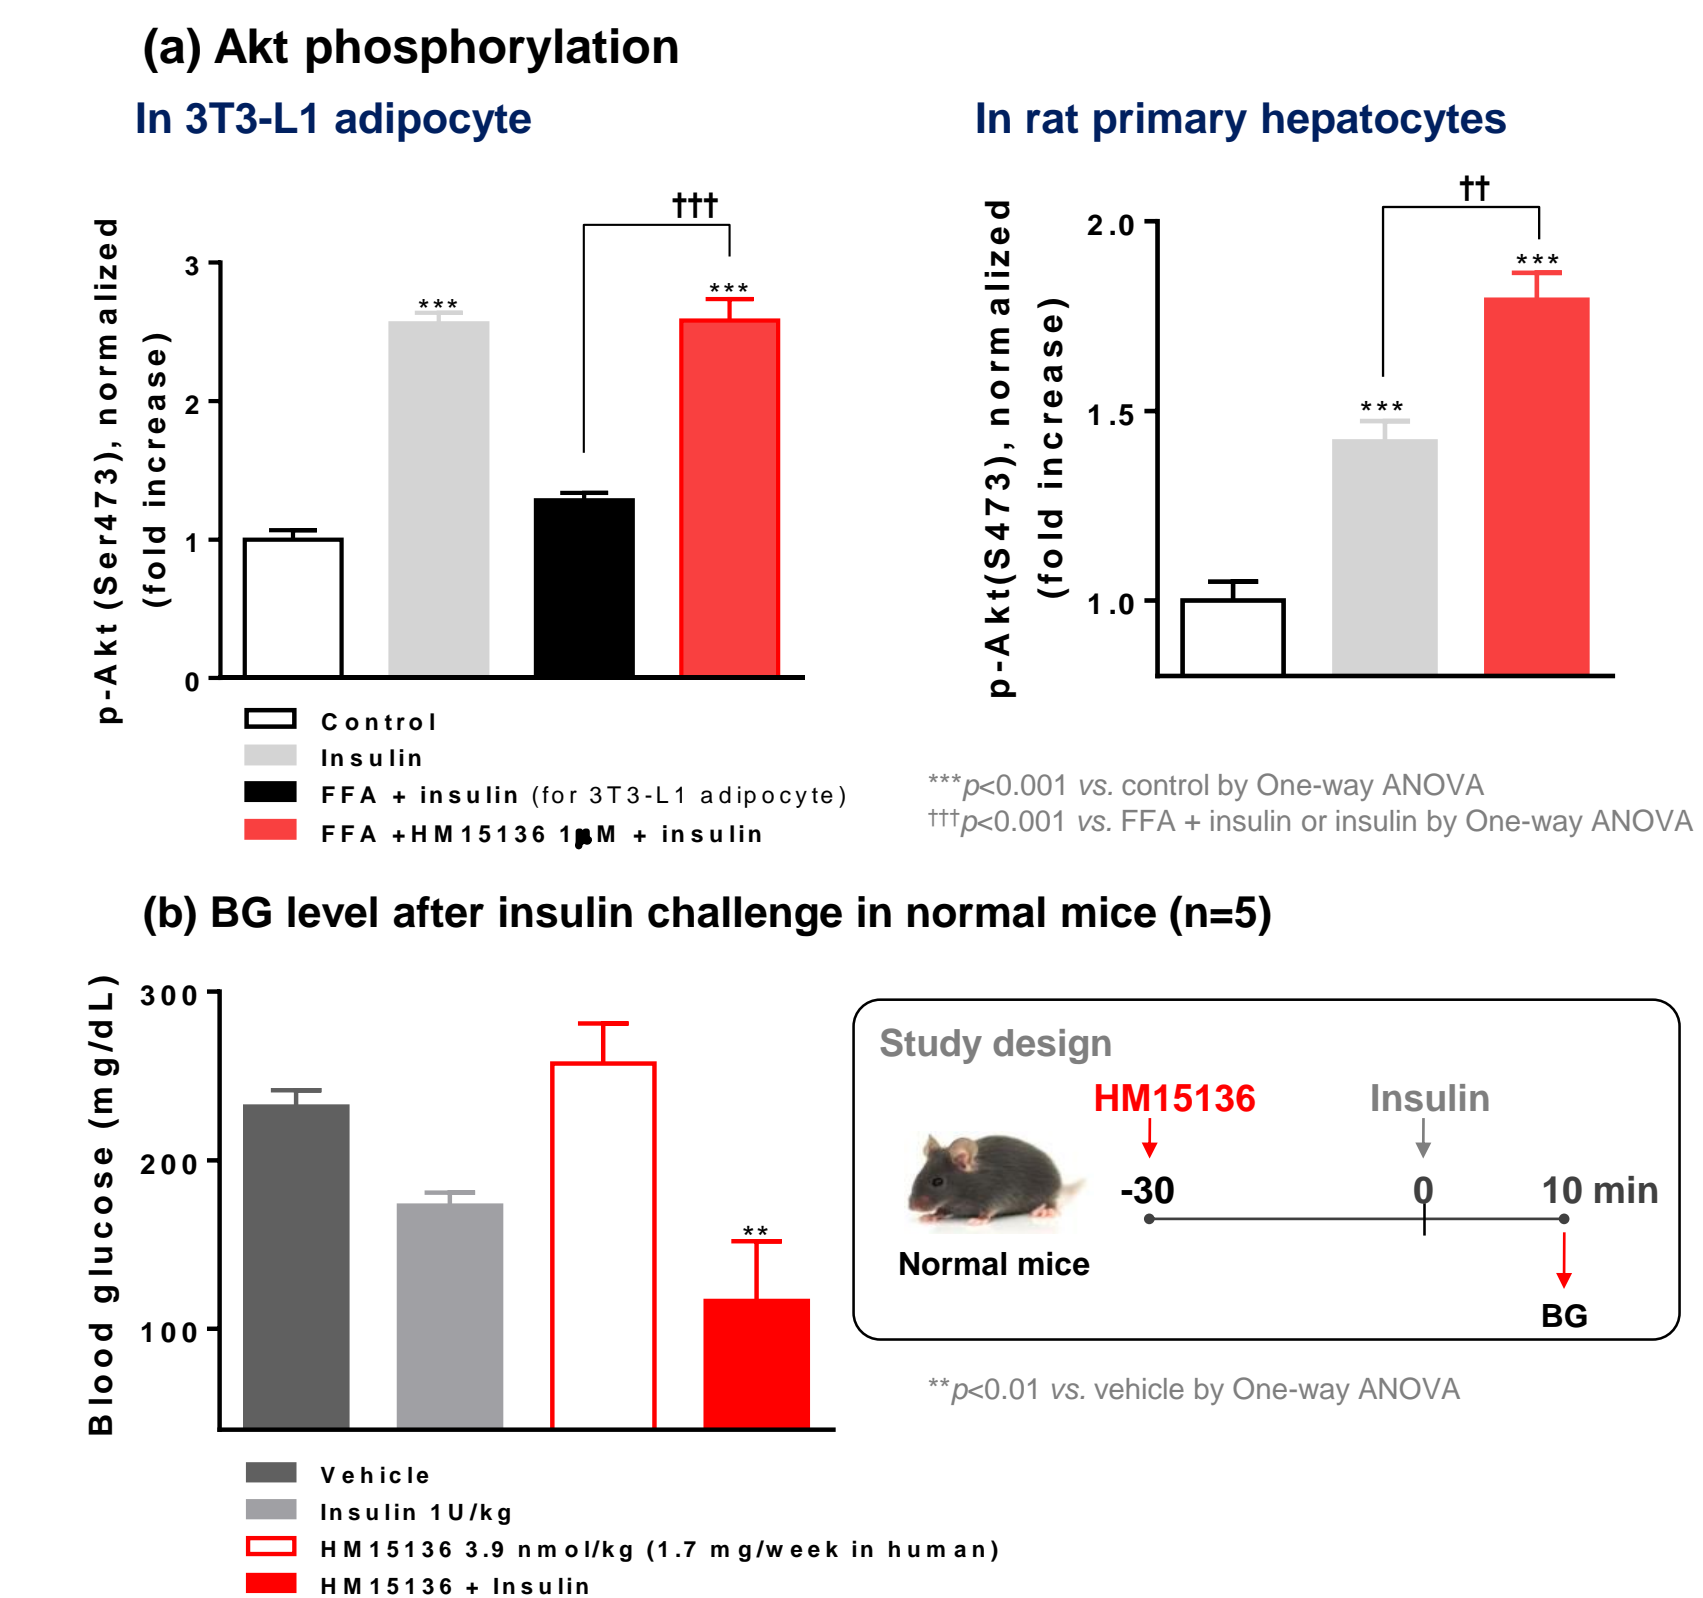 (a) Akt phosphorylation
In 3T3-L1 adipocyte
In rat primary hepatocytes
p-Akt (Ser473), normalized
(fold increase)
3
2
1
0
***
***
†††
p-Akt(S473), normalized
(fold increase)
2.0
1.5
1.0
***
***
††
Control
Insulin
FFA + insulin (for 3T3-L1 adipocyte)
FFA +HM15136 1μM + insulin
***p<0.001 vs. control by One-way ANOVA
†††p<0.001 vs. FFA + insulin or insulin by One-way ANOVA
(b) BG level after insulin challenge in normal mice (n=5)
Blood glucose (mg/dL)
300
200
100
**
Study design
HM15136
Insulin
-30
0
10 min
Normal mice
BG
**p<0.01 vs. vehicle by One-way ANOVA
Vehicle
Insulin 1U/kg
HM15136 3.9 nmol/kg (1.7 mg/week in human)
HM15136 + Insulin